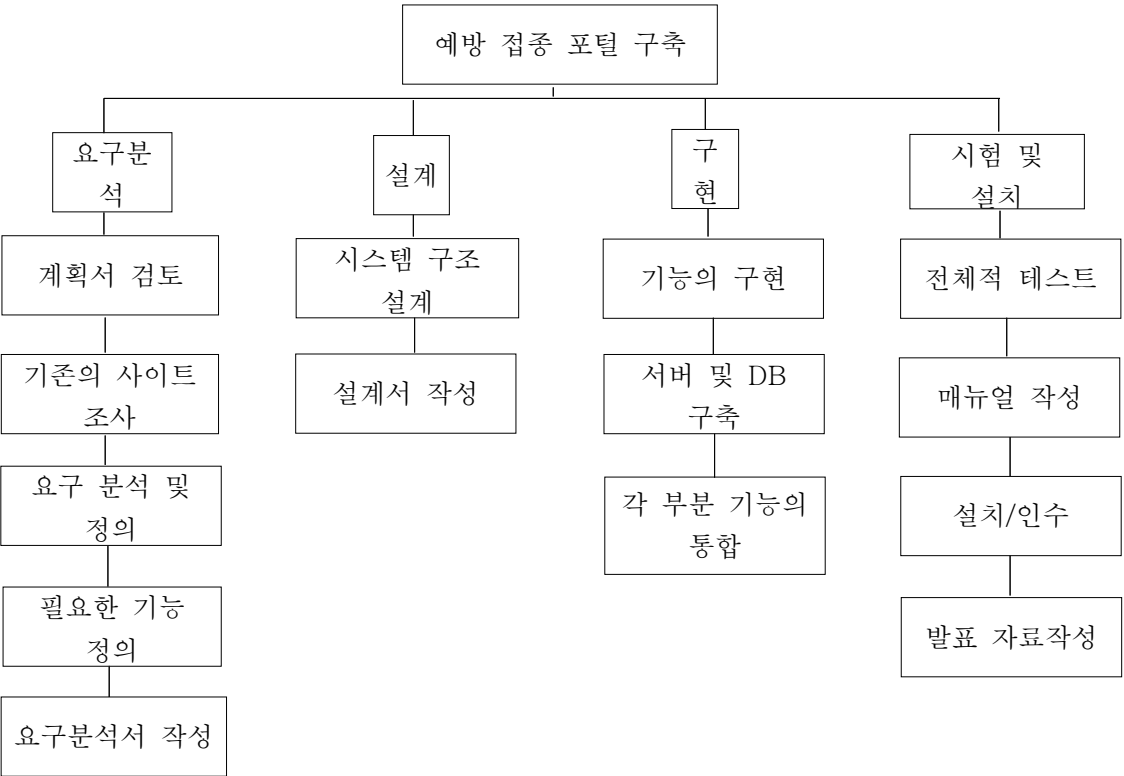 예방 접종 포털 구축
요구분
석
계획서 검토
기존의 사이트
조사
요구 분석 및
정의
필요한 기능
정의
요구분석서 작성
설계
시스템 구조
설계
설계서 작성
구
현
기능의 구현
서버 및 DB
구축
각 부분 기능의
통합
시험 및
설치
전체적 테스트
매뉴얼 작성
설치/인수
발표 자료작성